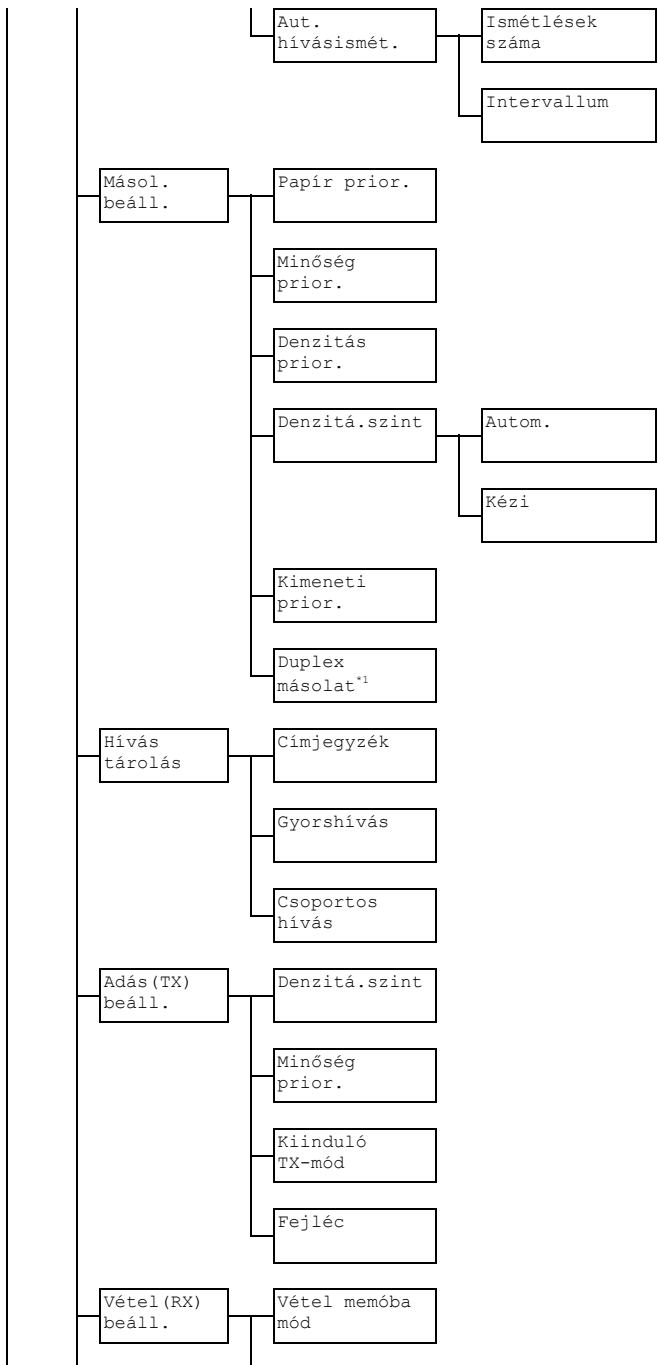 Aut.
hívásismét.
Ismétlések
száma
Intervallum
Másol.
beáll.
Papír prior.
Minőség
prior.
Denzitás
prior.
Denzitá.szint
Autom.
Kézi
Kimeneti
prior.
Duplex
másolat*1
Hívás
tárolás
Címjegyzék
Gyorshívás
Csoportos
hívás
Adás(TX)
beáll.
Denzitá.szint
Minőség
prior.
Kiinduló
TX-mód
Fejléc
Vétel(RX)
beáll.
Vétel memóba
mód